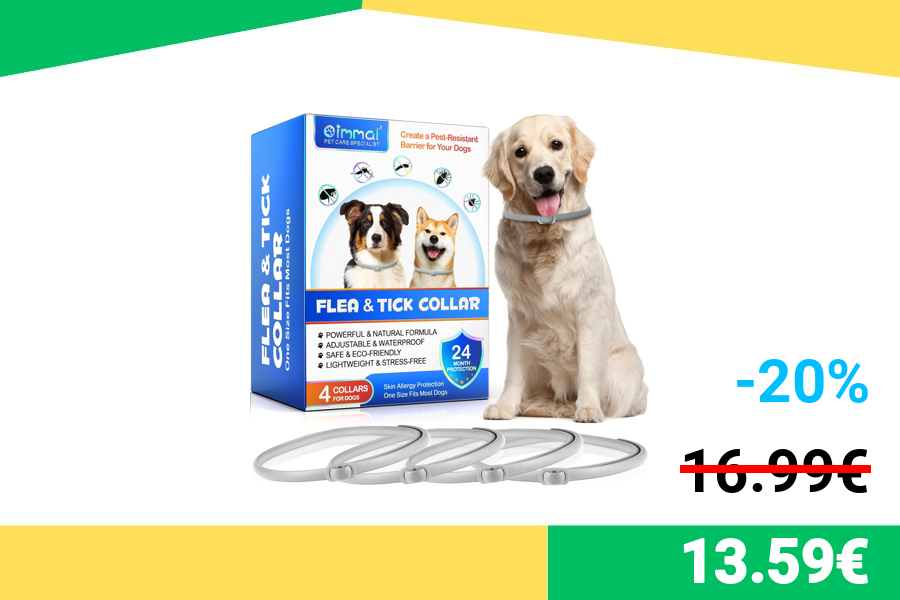 Oimmal
PET CARE SPECIALIST
Create a Pest-Resistant
Barrier for Your Dogs
FLEA & TICK
COLLAR
One Size Fits Most Dogs
FLEA & TICK COLLAR
POWERFUL & NATURAL FORMULA
ADJUSTABLE & WATERPROOF
SAFE & ECO-FRIENDLY
LIGHTWEIGHT & STRESS-FREE
24
MONTH
PROTECTION
4 COLLARS
FOR DOGS
Skin Allergy Protection
One Size Fits Most Dogs
-20%
16.99€
13.59€